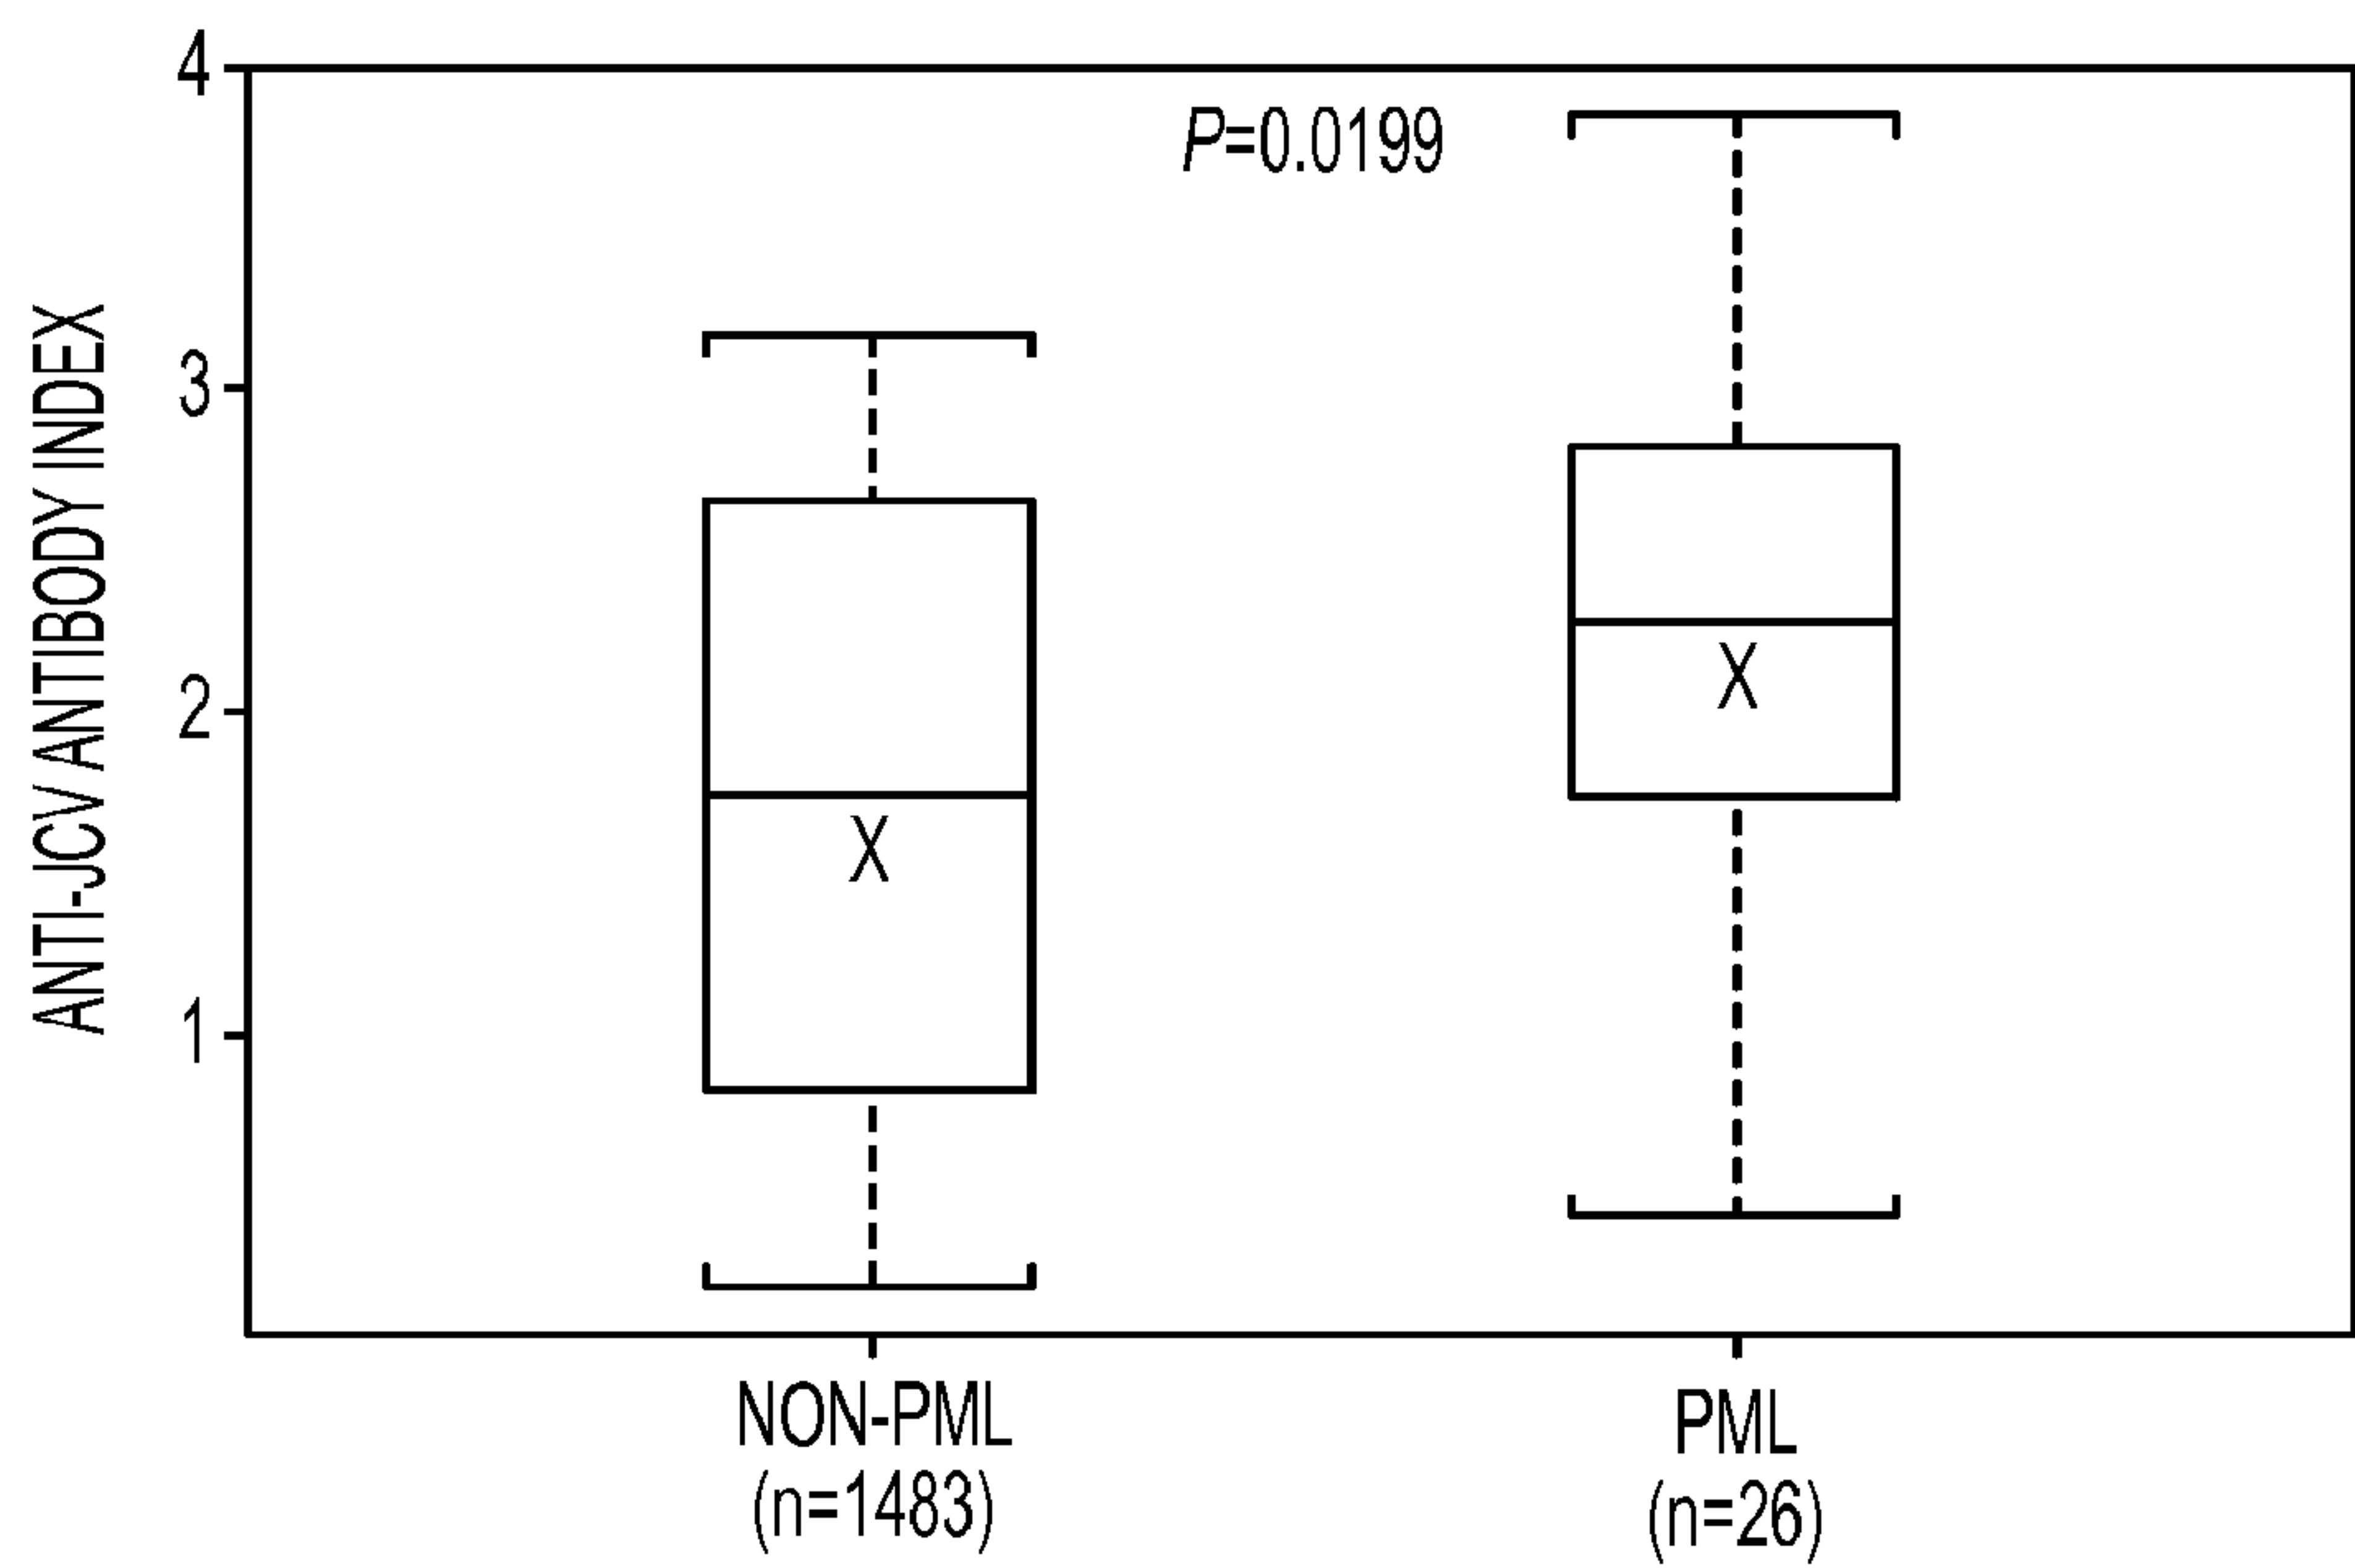 4
P=0.0199
3
2
1
ANTI-JCV ANTIBODY INDEX
X
X
NON-PML
(n=1483)
PML
(n=26)